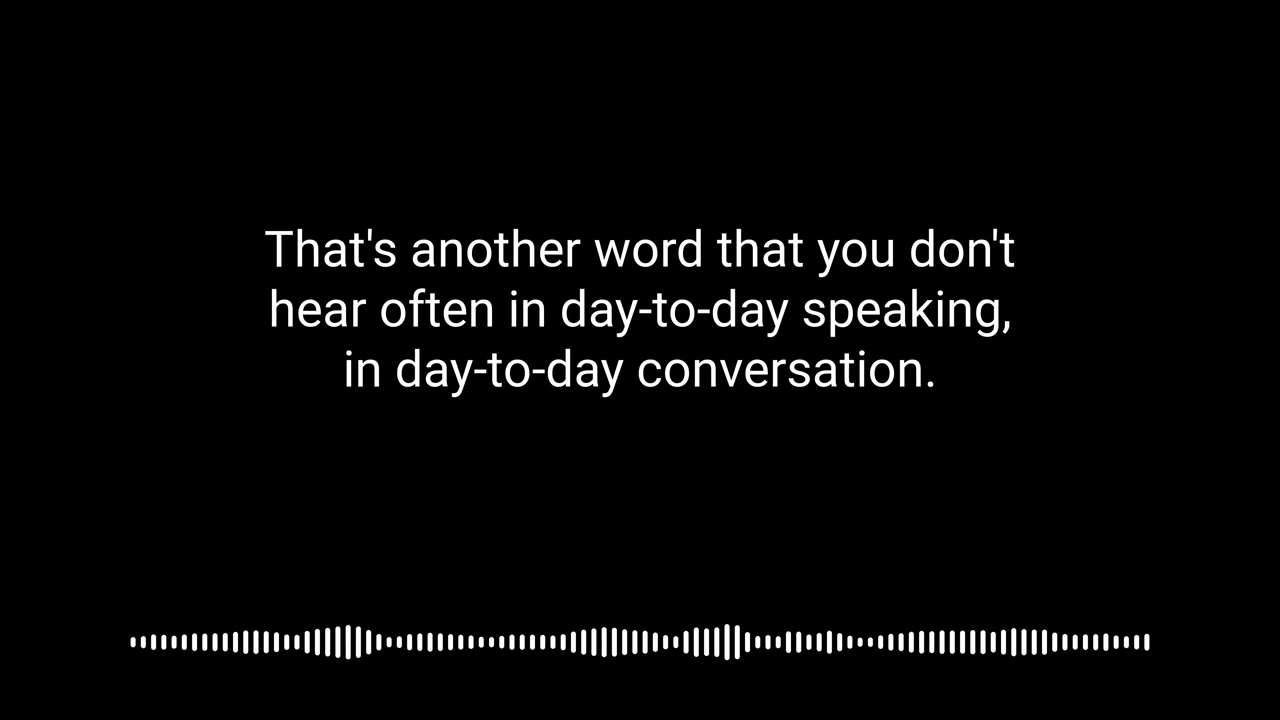 That's another word that you don't
hear often in day-to-day speaking,
in day-to-day conversation.